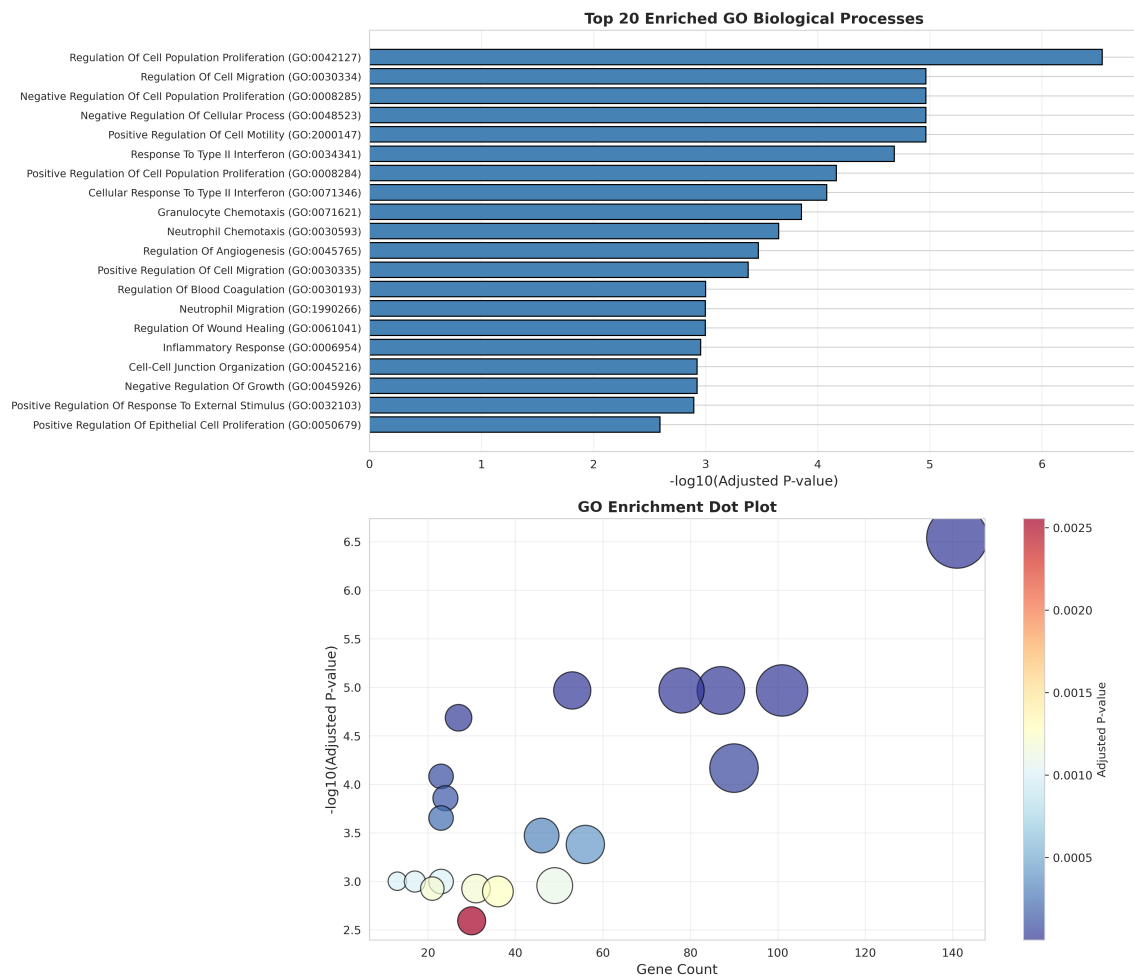 Top 20 Enriched GO Biological Processes
Regulation Of Cell Population Proliferation (GO:0042127)
Regulation Of Cell Migration (GO:0030334)
Negative Regulation Of Cell Population Proliferation (GO:0008285)
Negative Regulation Of Cellular Process (GO:0048523)
Positive Regulation Of Cell Motility (GO:2000147)
Response To Type II Interferon (GO:0034341)
Positive Regulation Of Cell Population Proliferation (GO:0008284)
Cellular Response To Type II Interferon (GO:0071346)
Granulocyte Chemotaxis (GO:0071621)
Neutrophil Chemotaxis (GO:0030593)
Regulation Of Angiogenesis (GO:0045765)
Positive Regulation Of Cell Migration (GO:0030335)
Regulation Of Blood Coagulation (GO:0030193)
Neutrophil Migration (GO:1990266)
Regulation Of Wound Healing (GO:0061041)
Inflammatory Response (GO:0006954)
Cell-Cell Junction Organization (GO:0045216)
Negative Regulation Of Growth (GO:0045926)
Positive Regulation Of Response To External Stimulus (GO:0032103)
Positive Regulation Of Epithelial Cell Proliferation (GO:0050679)
0 1 2 3 4 5 6
-log10(Adjusted P-value)
GO Enrichment Dot Plot
6.5
6.0
5.5
5.0
4.5
4.0
3.5
3.0
2.5
-log10(Adjusted P-value)
20 40 60 80 100 120 140
Gene Count
0.0025
0.0020
0.0015
0.0010
0.0005
Adjusted P-value